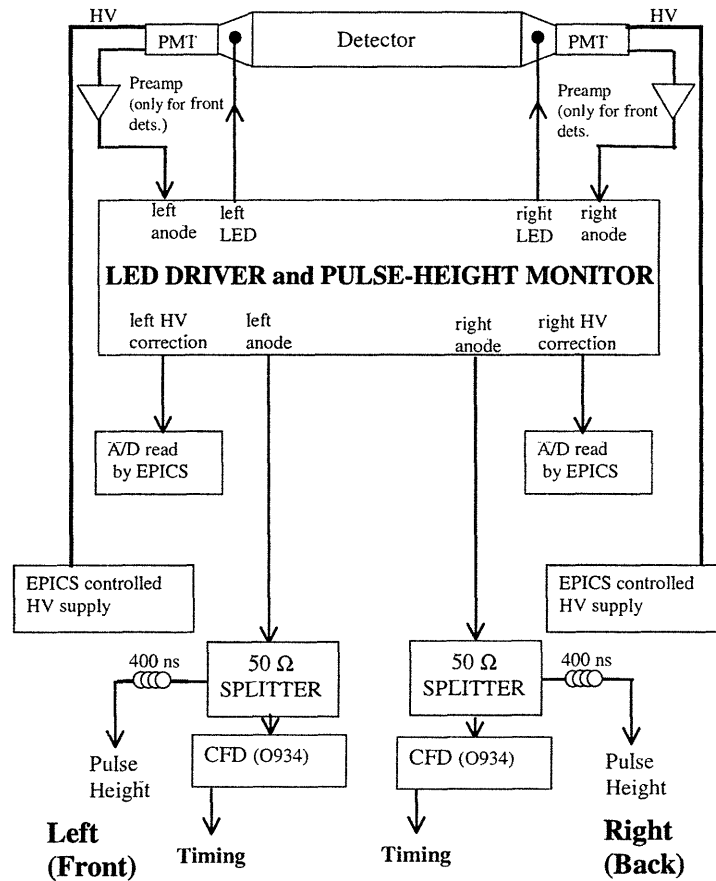 HV
HV
PMT
Detector
PMT
Preamp
(only for front
dets.)
Preamp
(only for front
dets.
left
anode
left
LED
right
LED
right
anode
LED DRIVER and PULSE-HEIGHT MONITOR
left HV
correction
left
anode
right
anode
right HV
correction
A/D read
by EPICS
A/D read
by EPICS
EPICS controlled
HV supply
EPICS controlled
HV supply
400 ns
50 Ω
SPLITTER
50 Ω
SPLITTER
400 ns
Pulse
Height
CFD (O934)
CFD (O934)
Pulse
Height
Left
(Front)
Timing
Timing
Right
(Back)